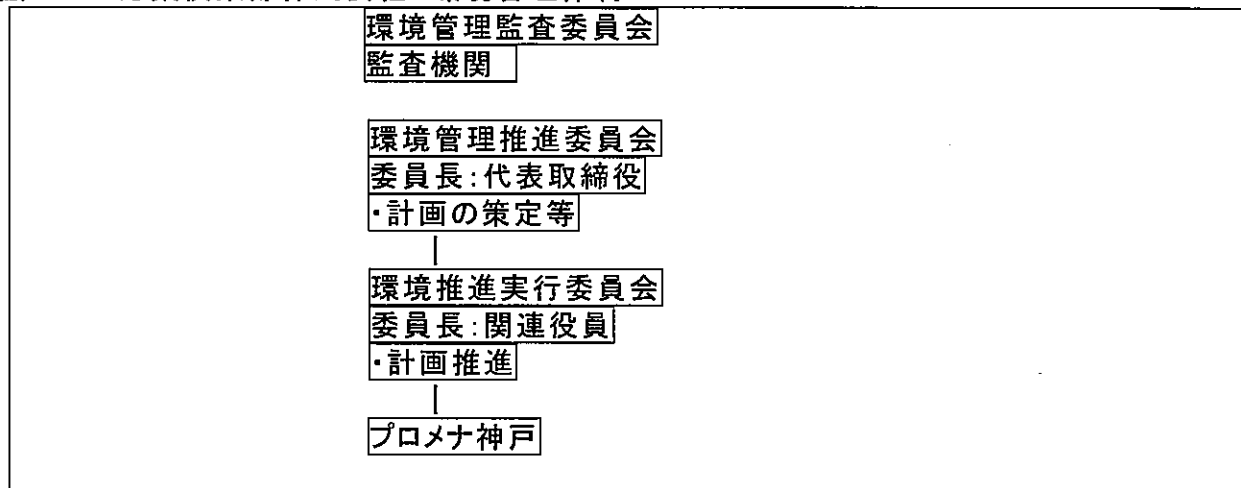 環境管理監査委員会
監査機関
環境管理推進委員会
委員長:代表取締役
・計画の策定等
環境推進実行委員会
委員長:関連役員
・計画推進
プロメナ神戸